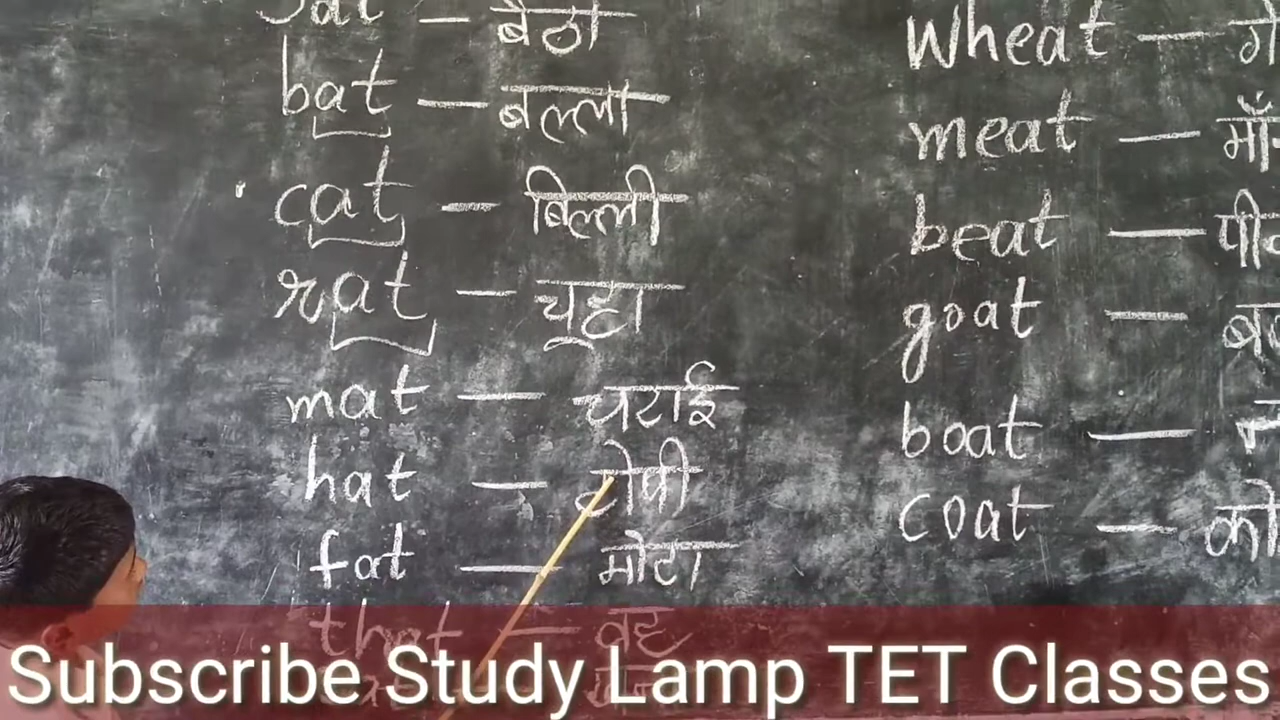 sat — बैठा
bat — बल्ला
cat — बिल्ली
rat — चूहा
mat — चटाई
hat — टोपी
fat — मोटा
that — वह
Wheat — गे
meat — माँ
beat — पी
goat — ब
boat —
coat — को
Subscribe Study Lamp TET Classes